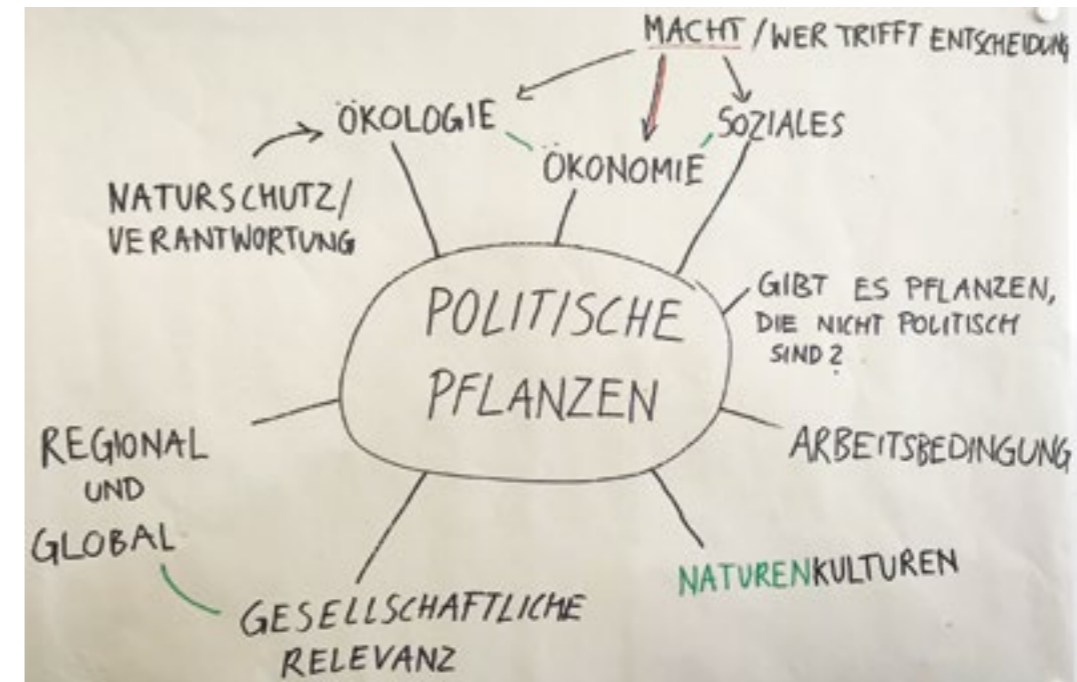 MACHT / WER TRIFFT ENTSCHEIDUNG
ÖKOLOGIE
SOZIALES
ÖKONOMIE
NATURSCHUTZ/
VERANTWORTUNG
POLITISCHE
PFLANZEN
GIBT ES PFLANZEN,
DIE NICHT POLITISCH
SIND?
ARBEITSBEDINGUNG
REGIONAL
UND
GLOBAL
NATURENKULTUREN
GESELLSCHAFTLICHE
RELEVANZ